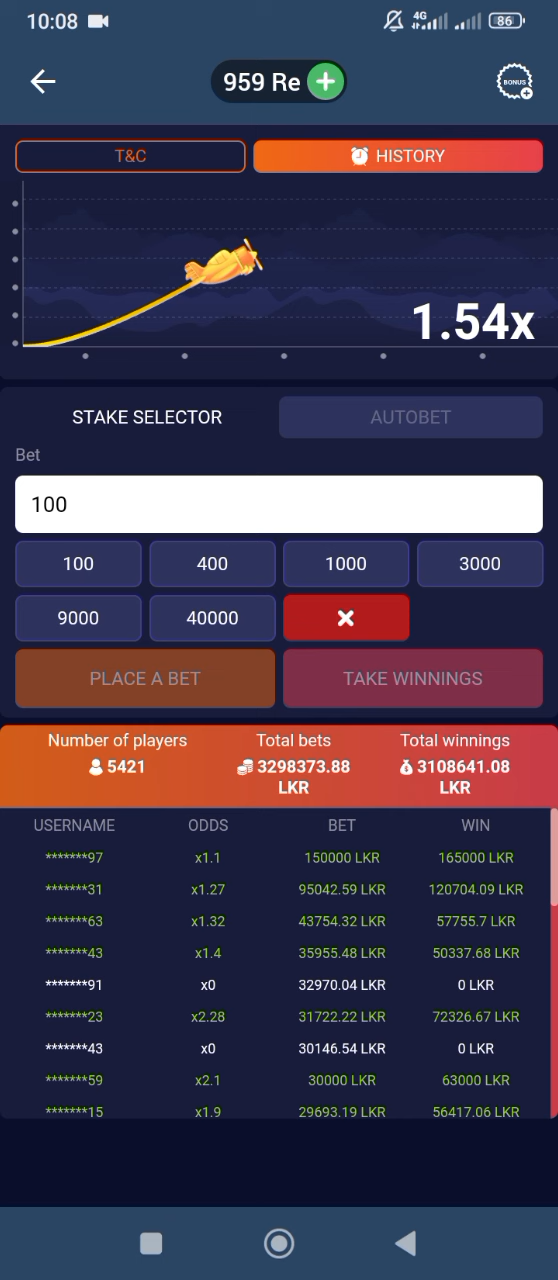 10:08 4G 86
959 Re
BONUS
T&C HISTORY
1.54x
STAKE SELECTOR AUTOBET
Bet
100
100 400 1000 3000
9000 40000
PLACE A BET TAKE WINNINGS
Number of players Total bets Total winnings
5421 3298373.88 3108641.08
LKR LKR
USERNAME ODDS BET WIN
*******97 x1.1 150000 LKR 165000 LKR
*******31 x1.27 95042.59 LKR 120704.09 LKR
*******63 x1.32 43754.32 LKR 57755.7 LKR
*******43 x1.4 35955.48 LKR 50337.68 LKR
*******91 x0 32970.04 LKR 0 LKR
*******23 x2.28 31722.22 LKR 72326.67 LKR
*******43 x0 30146.54 LKR 0 LKR
*******59 x2.1 30000 LKR 63000 LKR
*******15 x1.9 29693.19 LKR 56417.06 LKR